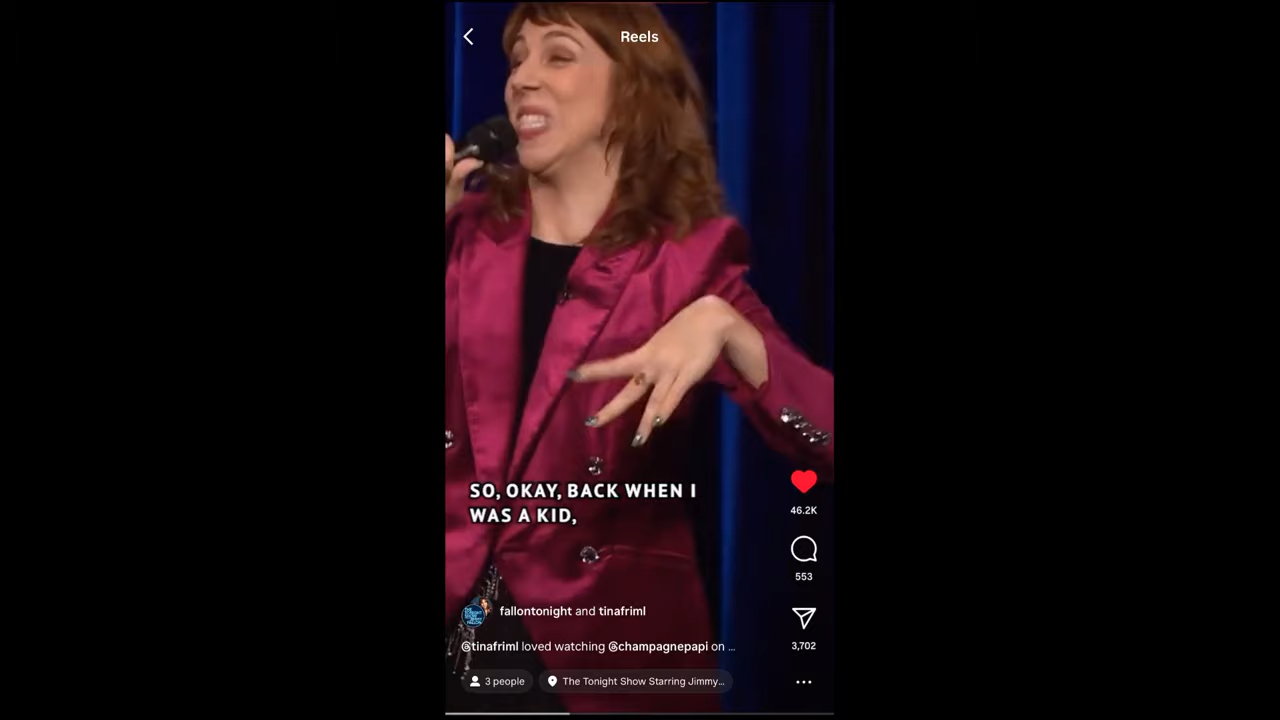 Reels
SO, OKAY, BACK WHEN I
WAS A KID,
46.2K
553
fallontonight and tinafriml
@tinafriml loved watching @champagnepapi on ...
3,702
3 people
The Tonight Show Starring Jimmy...